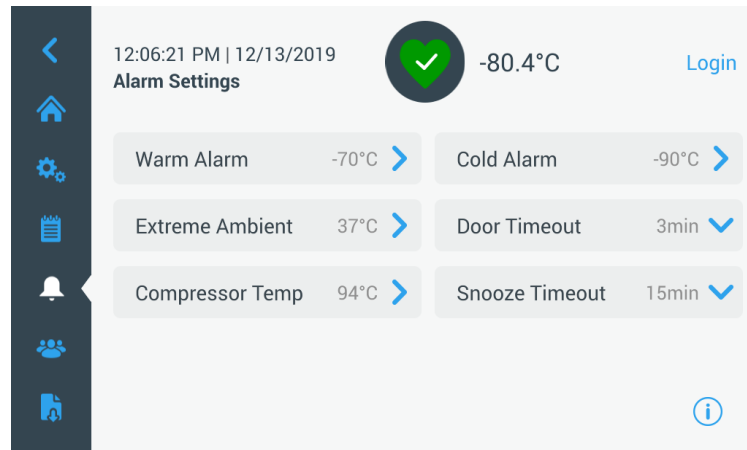 12:06:21 PM | 12/13/2019
Alarm Settings
-80.4°C
Login
Warm Alarm -70°C
Cold Alarm -90°C
Extreme Ambient 37°C
Door Timeout 3min
Compressor Temp 94°C
Snooze Timeout 15min